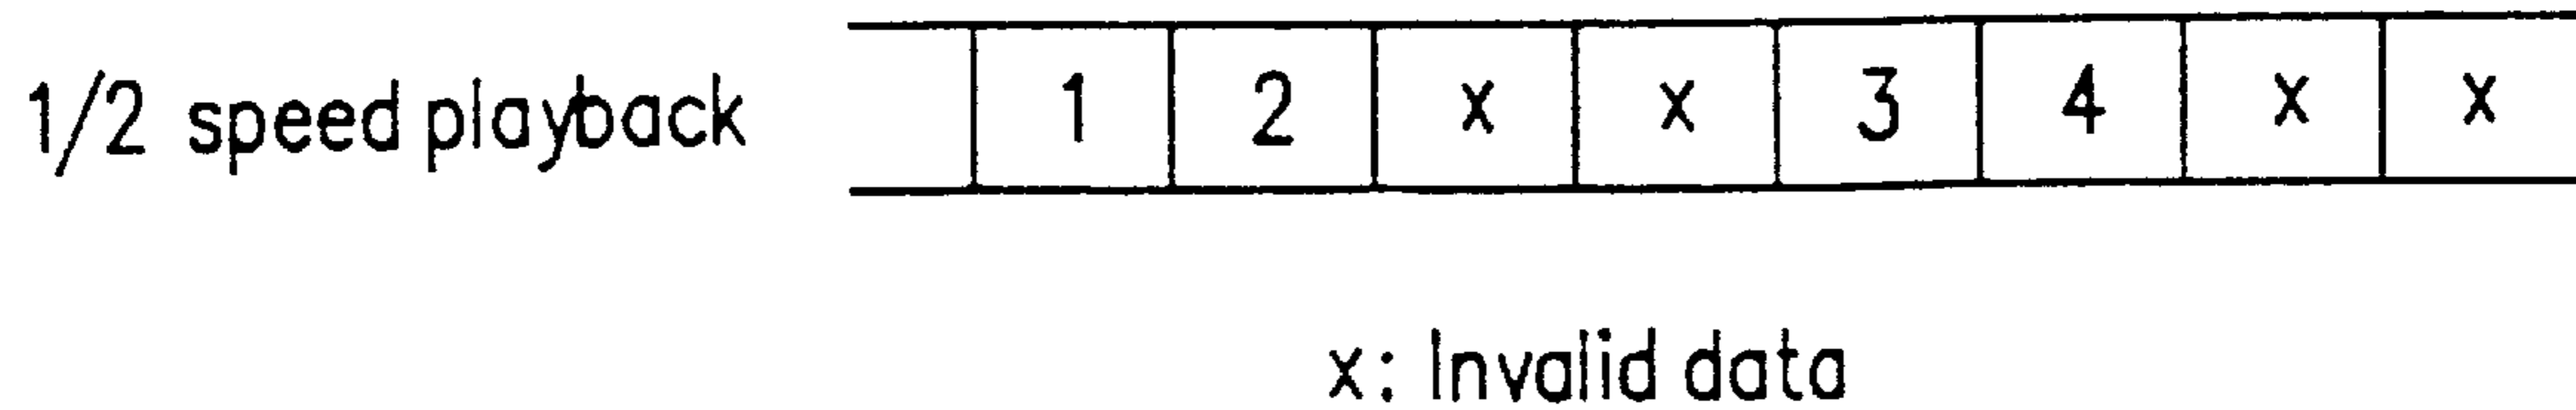 1/2 speed playback 1 2 x x 3 4 x x
x: Invalid data